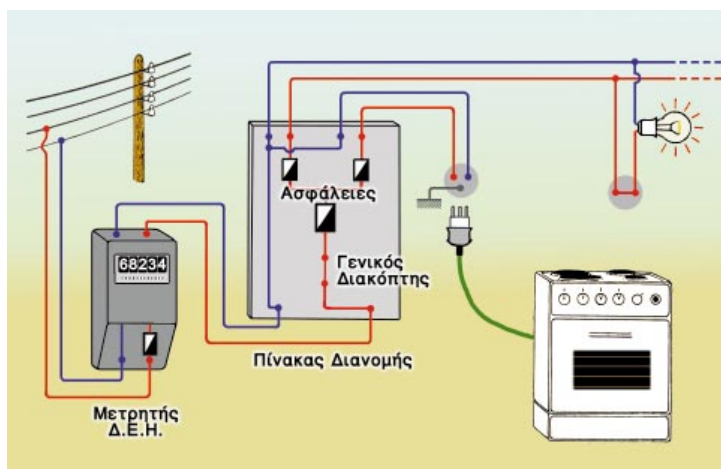 Ασφάλειες
68234
Γενικός
Διακόπτης
Πίνακας Διανομής
Μετρητής
Δ.Ε.Η.